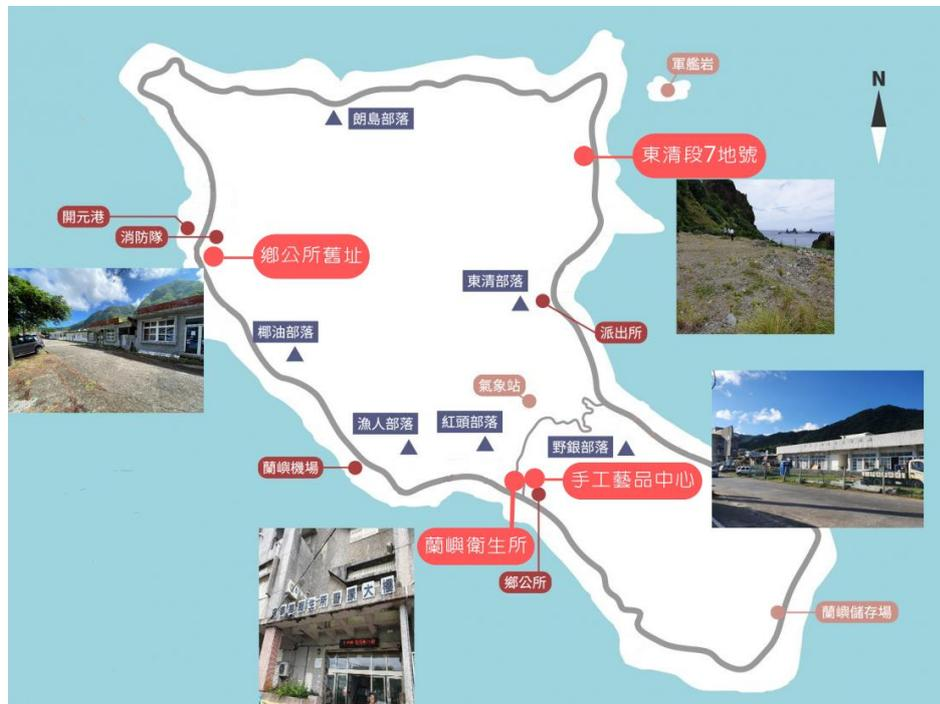 軍艦岩
N
朗島部落
東清段7地號
開元港
消防隊
鄉公所舊址
東清部落
派出所
椰油部落
氣象站
漁人部落
紅頭部落
野銀部落
蘭嶼機場
手工藝品中心
蘭嶼衛生所
鄉公所
蘭嶼儲存場